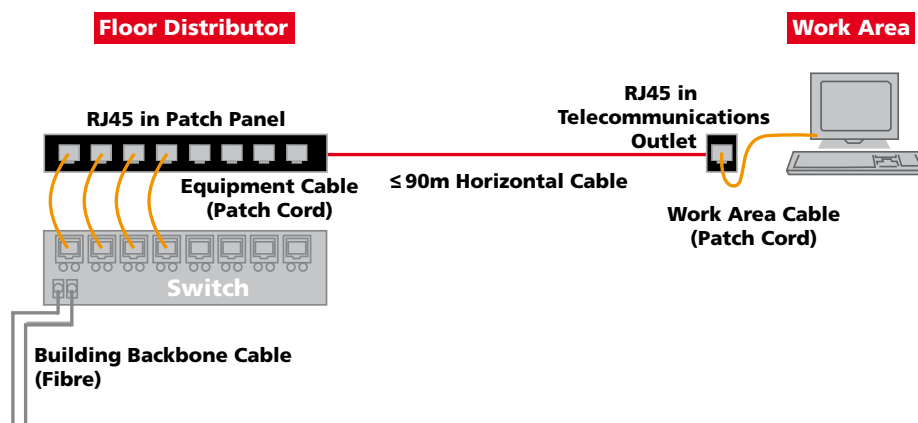 Floor Distributor
Work Area
RJ45 in Patch Panel
RJ45 in
Telecommunications
Outlet
Equipment Cable
(Patch Cord)
≤ 90m Horizontal Cable
Work Area Cable
(Patch Cord)
Switch
Building Backbone Cable
(Fibre)